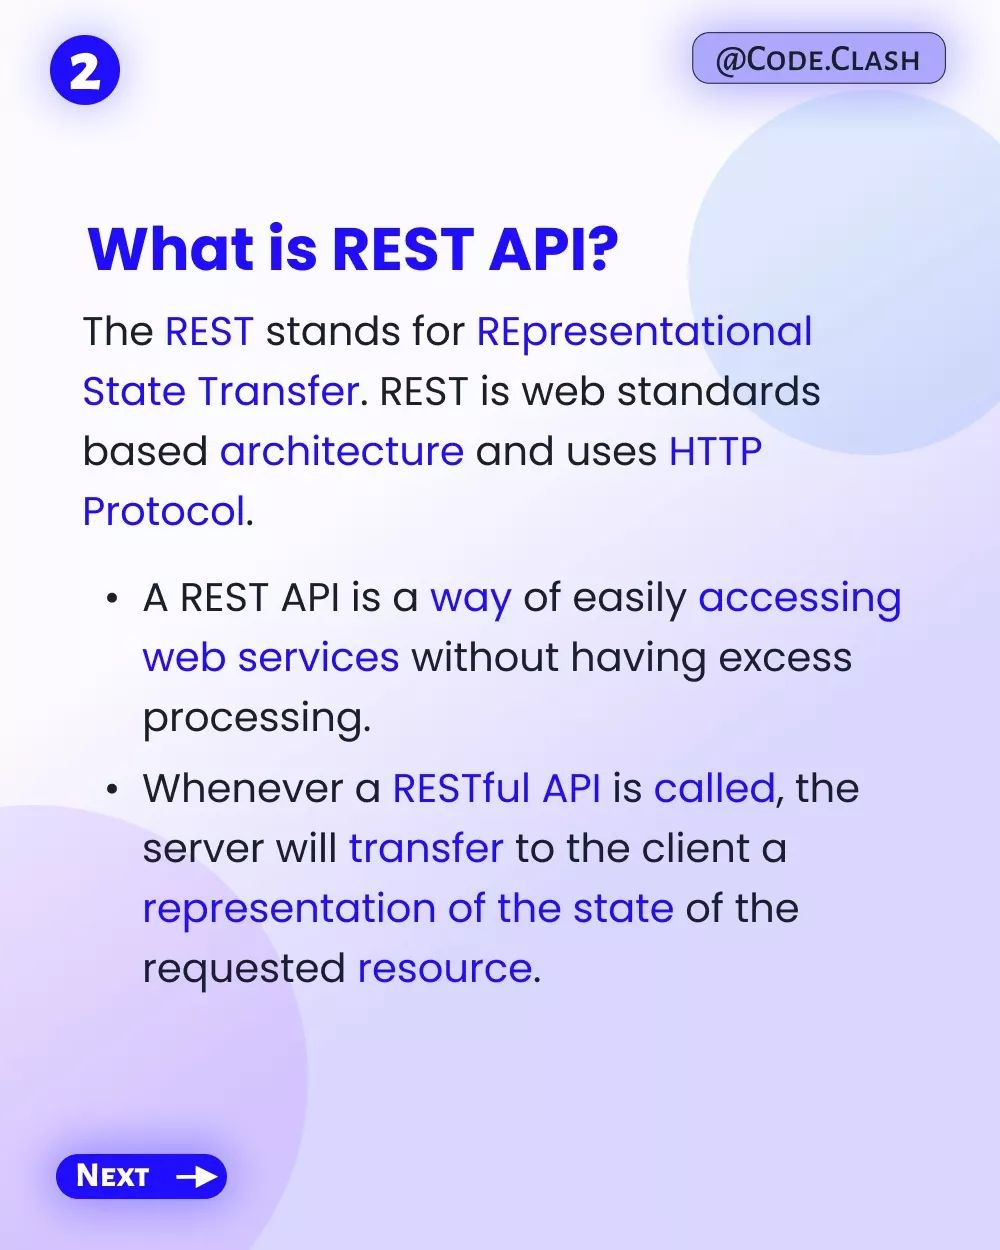 2
@Code.Clash
What is REST API?
The REST stands for REpresentational
State Transfer. REST is web standards
based architecture and uses HTTP
Protocol.
• A REST API is a way of easily accessing
web services without having excess
processing.
• Whenever a RESTful API is called, the
server will transfer to the client a
representation of the state of the
requested resource.
Next →